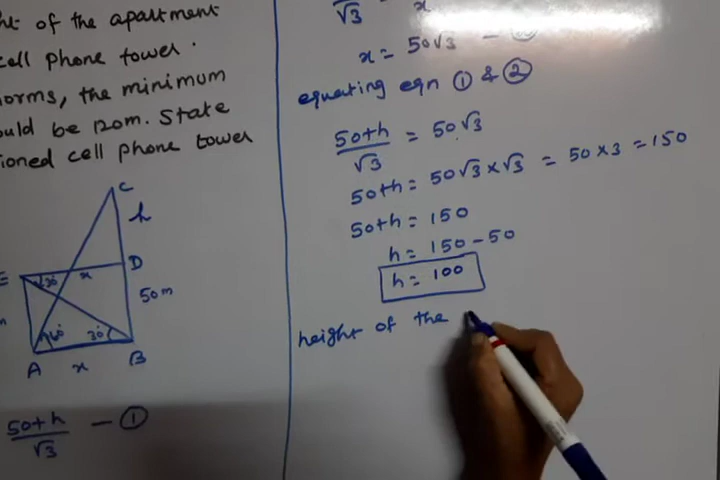 ht of the apartment
cell phone tower.
norms, the minimum
ould be 120m. State
ioned cell phone tower
C
h
D
E
30°
x
50m
m
60°
30°
A
x
B
50+h/√3 — ①
√3
x
x = 50√3 —
equating eqn ① & ②
50+h/√3 = 50√3
50+h = 50√3×√3 = 50×3 = 150
50+h = 150
h = 150-50
h = 100
height of the